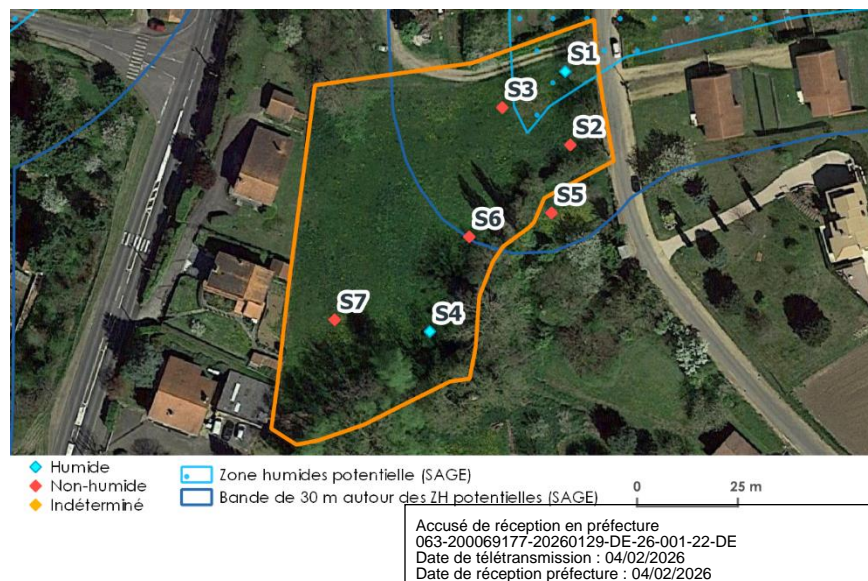 S1
S3
S2
S5
S6
S7
S4
Humide
Non-humide
Indéterminé
Zone humides potentielle (SAGE)
Bande de 30 m autour des ZH potentielles (SAGE)
0 25 m
Accusé de réception en préfecture
063-200069177-20260129-DE-26-001-22-DE
Date de télétransmission : 04/02/2026
Date de réception préfecture : 04/02/2026